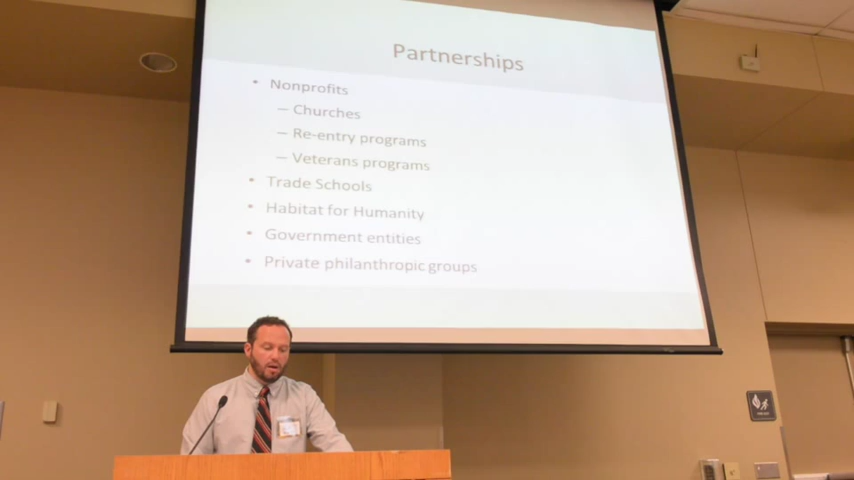 Partnerships
• Nonprofits
– Churches
– Re-entry programs
– Veterans programs
• Trade Schools
• Habitat for Humanity
• Government entities
• Private philanthropic groups